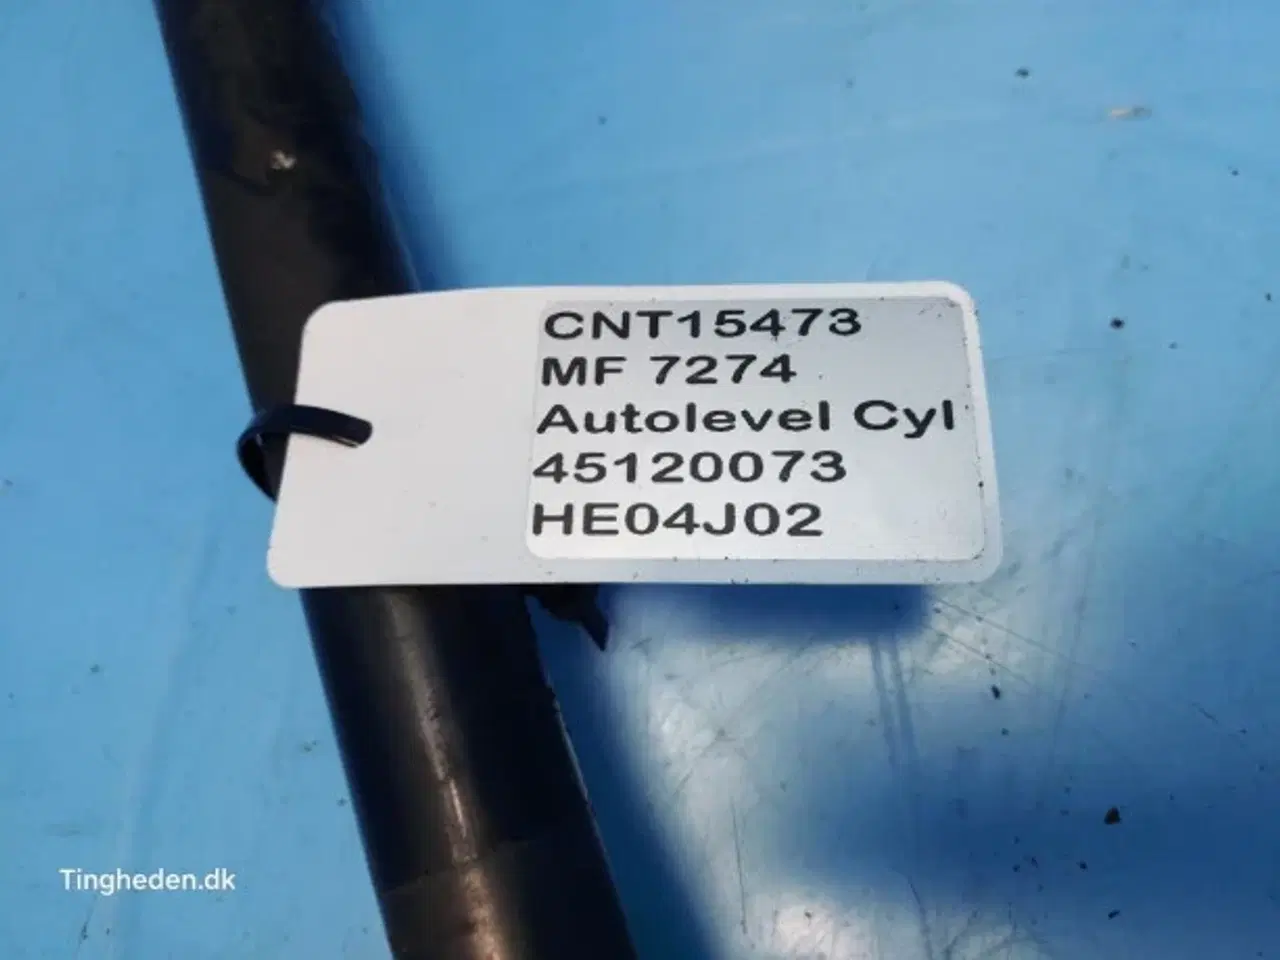 CNT15473
MF 7274
Autolevel Cyl
45120073
HE04J02
Tingheden.dk